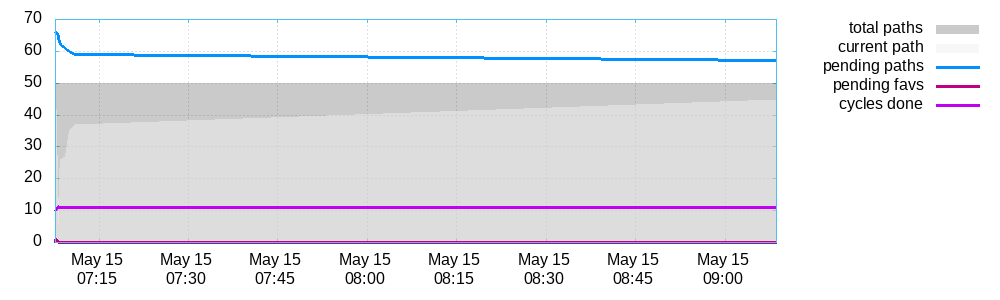 70
60
50
40
30
20
10
0
May 15 May 15 May 15 May 15 May 15 May 15 May 15 May 15
07:15 07:30 07:45 08:00 08:15 08:30 08:45 09:00
total paths
current path
pending paths
pending favs
cycles done